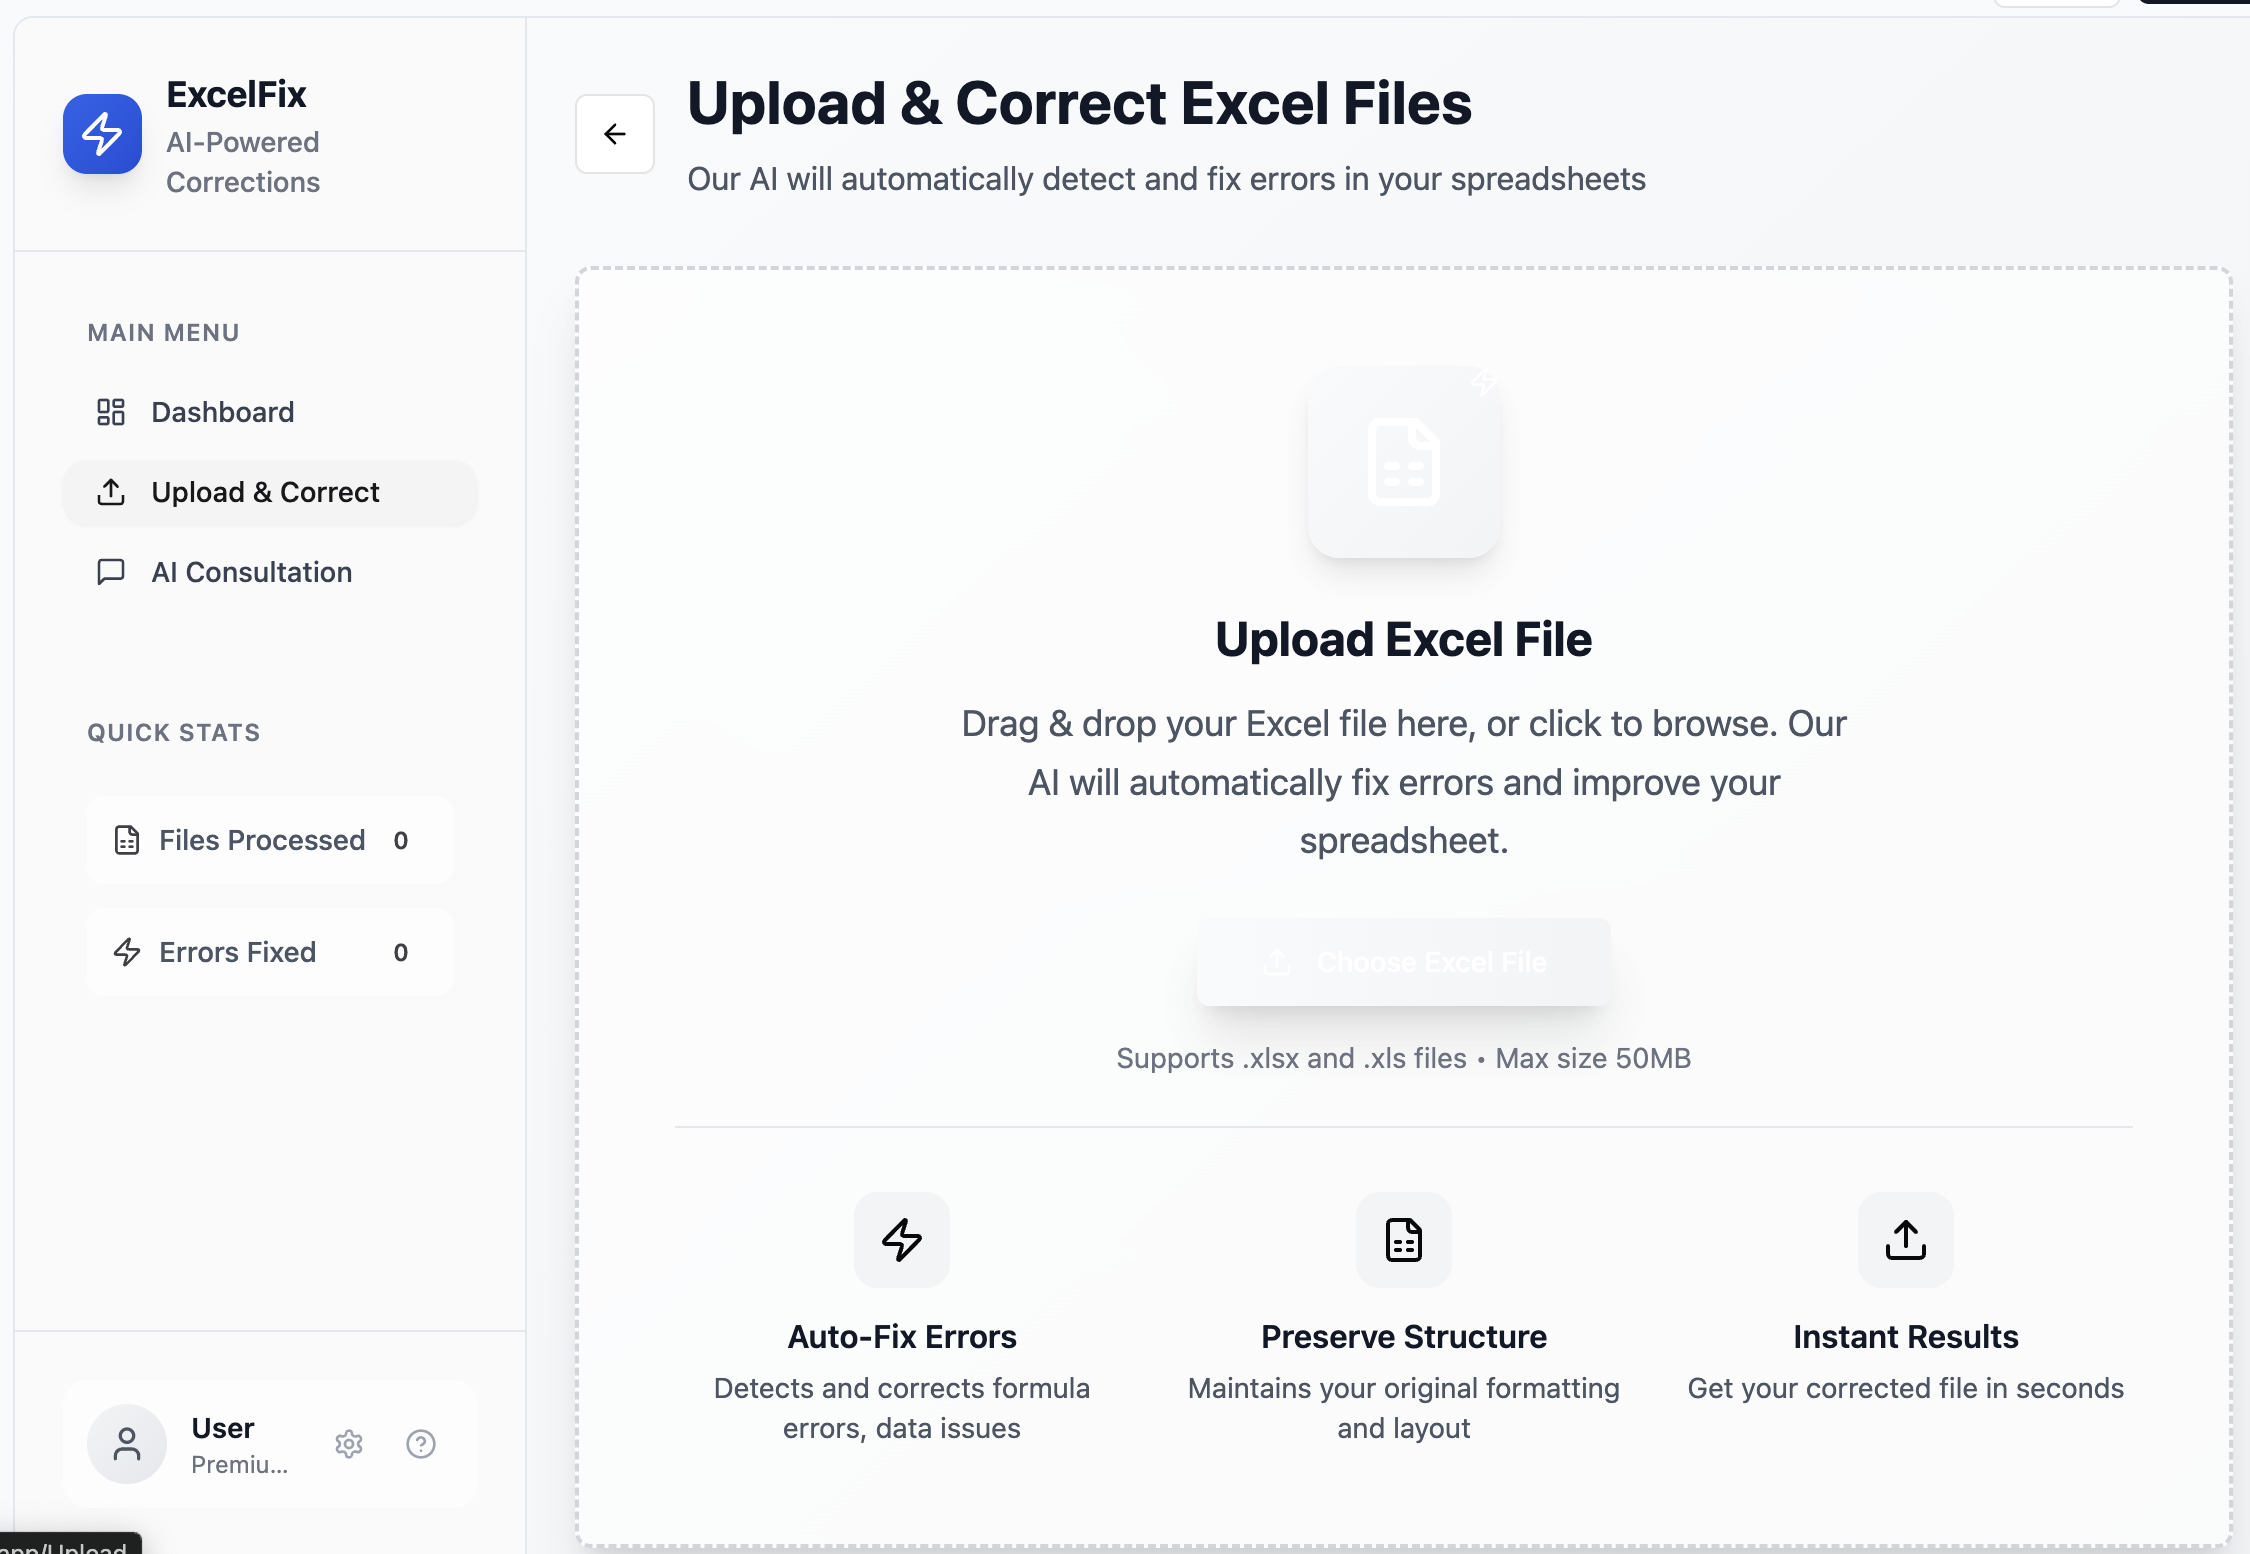 ExcelFix
AI-Powered
Corrections
MAIN MENU
Dashboard
Upload & Correct
AI Consultation
QUICK STATS
Files Processed 0
Errors Fixed 0
User
Premiu...
app/Upload
Upload & Correct Excel Files
Our AI will automatically detect and fix errors in your spreadsheets
Upload Excel File
Drag & drop your Excel file here, or click to browse. Our
AI will automatically fix errors and improve your
spreadsheet.
Choose Excel File
Supports .xlsx and .xls files • Max size 50MB
Auto-Fix Errors
Detects and corrects formula
errors, data issues
Preserve Structure
Maintains your original formatting
and layout
Instant Results
Get your corrected file in seconds